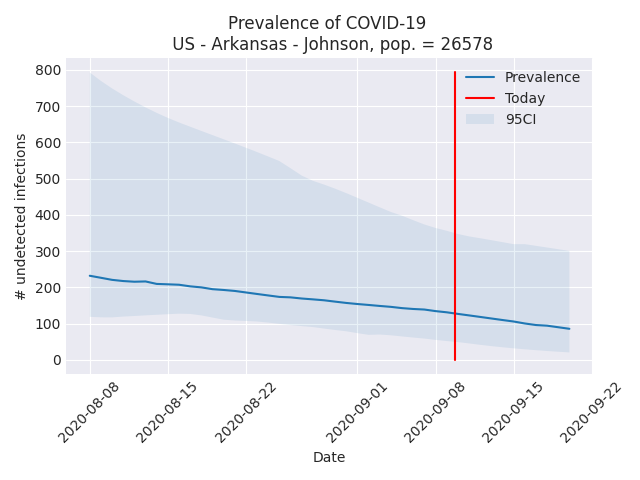 Prevalence of COVID-19
US - Arkansas - Johnson, pop. = 26578
Prevalence
Today
95CI
800
700
600
500
400
300
200
100
0
# undetected infections
2020-08-08
2020-08-15
2020-08-22
2020-09-01
2020-09-08
2020-09-15
2020-09-22
Date